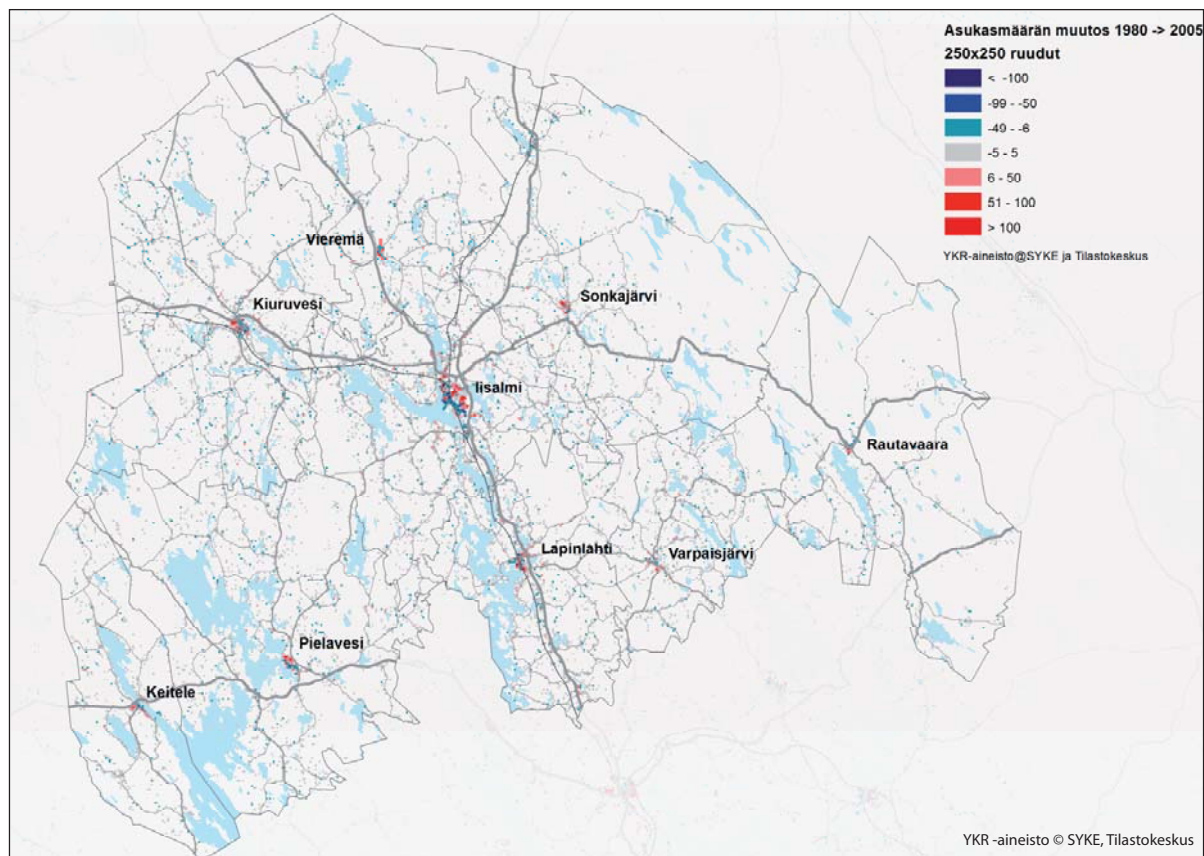 Asukasmäärän muutos 1980 -> 2005
250x250 ruudut
< -100
-99 - -50
-49 - -6
-5 - 5
6 - 50
51 - 100
> 100
YKR-aineisto@SYKE ja Tilastokeskus
Vieremä
Kiuruvesi
Sonkajärvi
Iisalmi
Rautavaara
Lapinlahti
Varpaisjärvi
Pielavesi
Keitele
YKR -aineisto © SYKE, Tilastokeskus